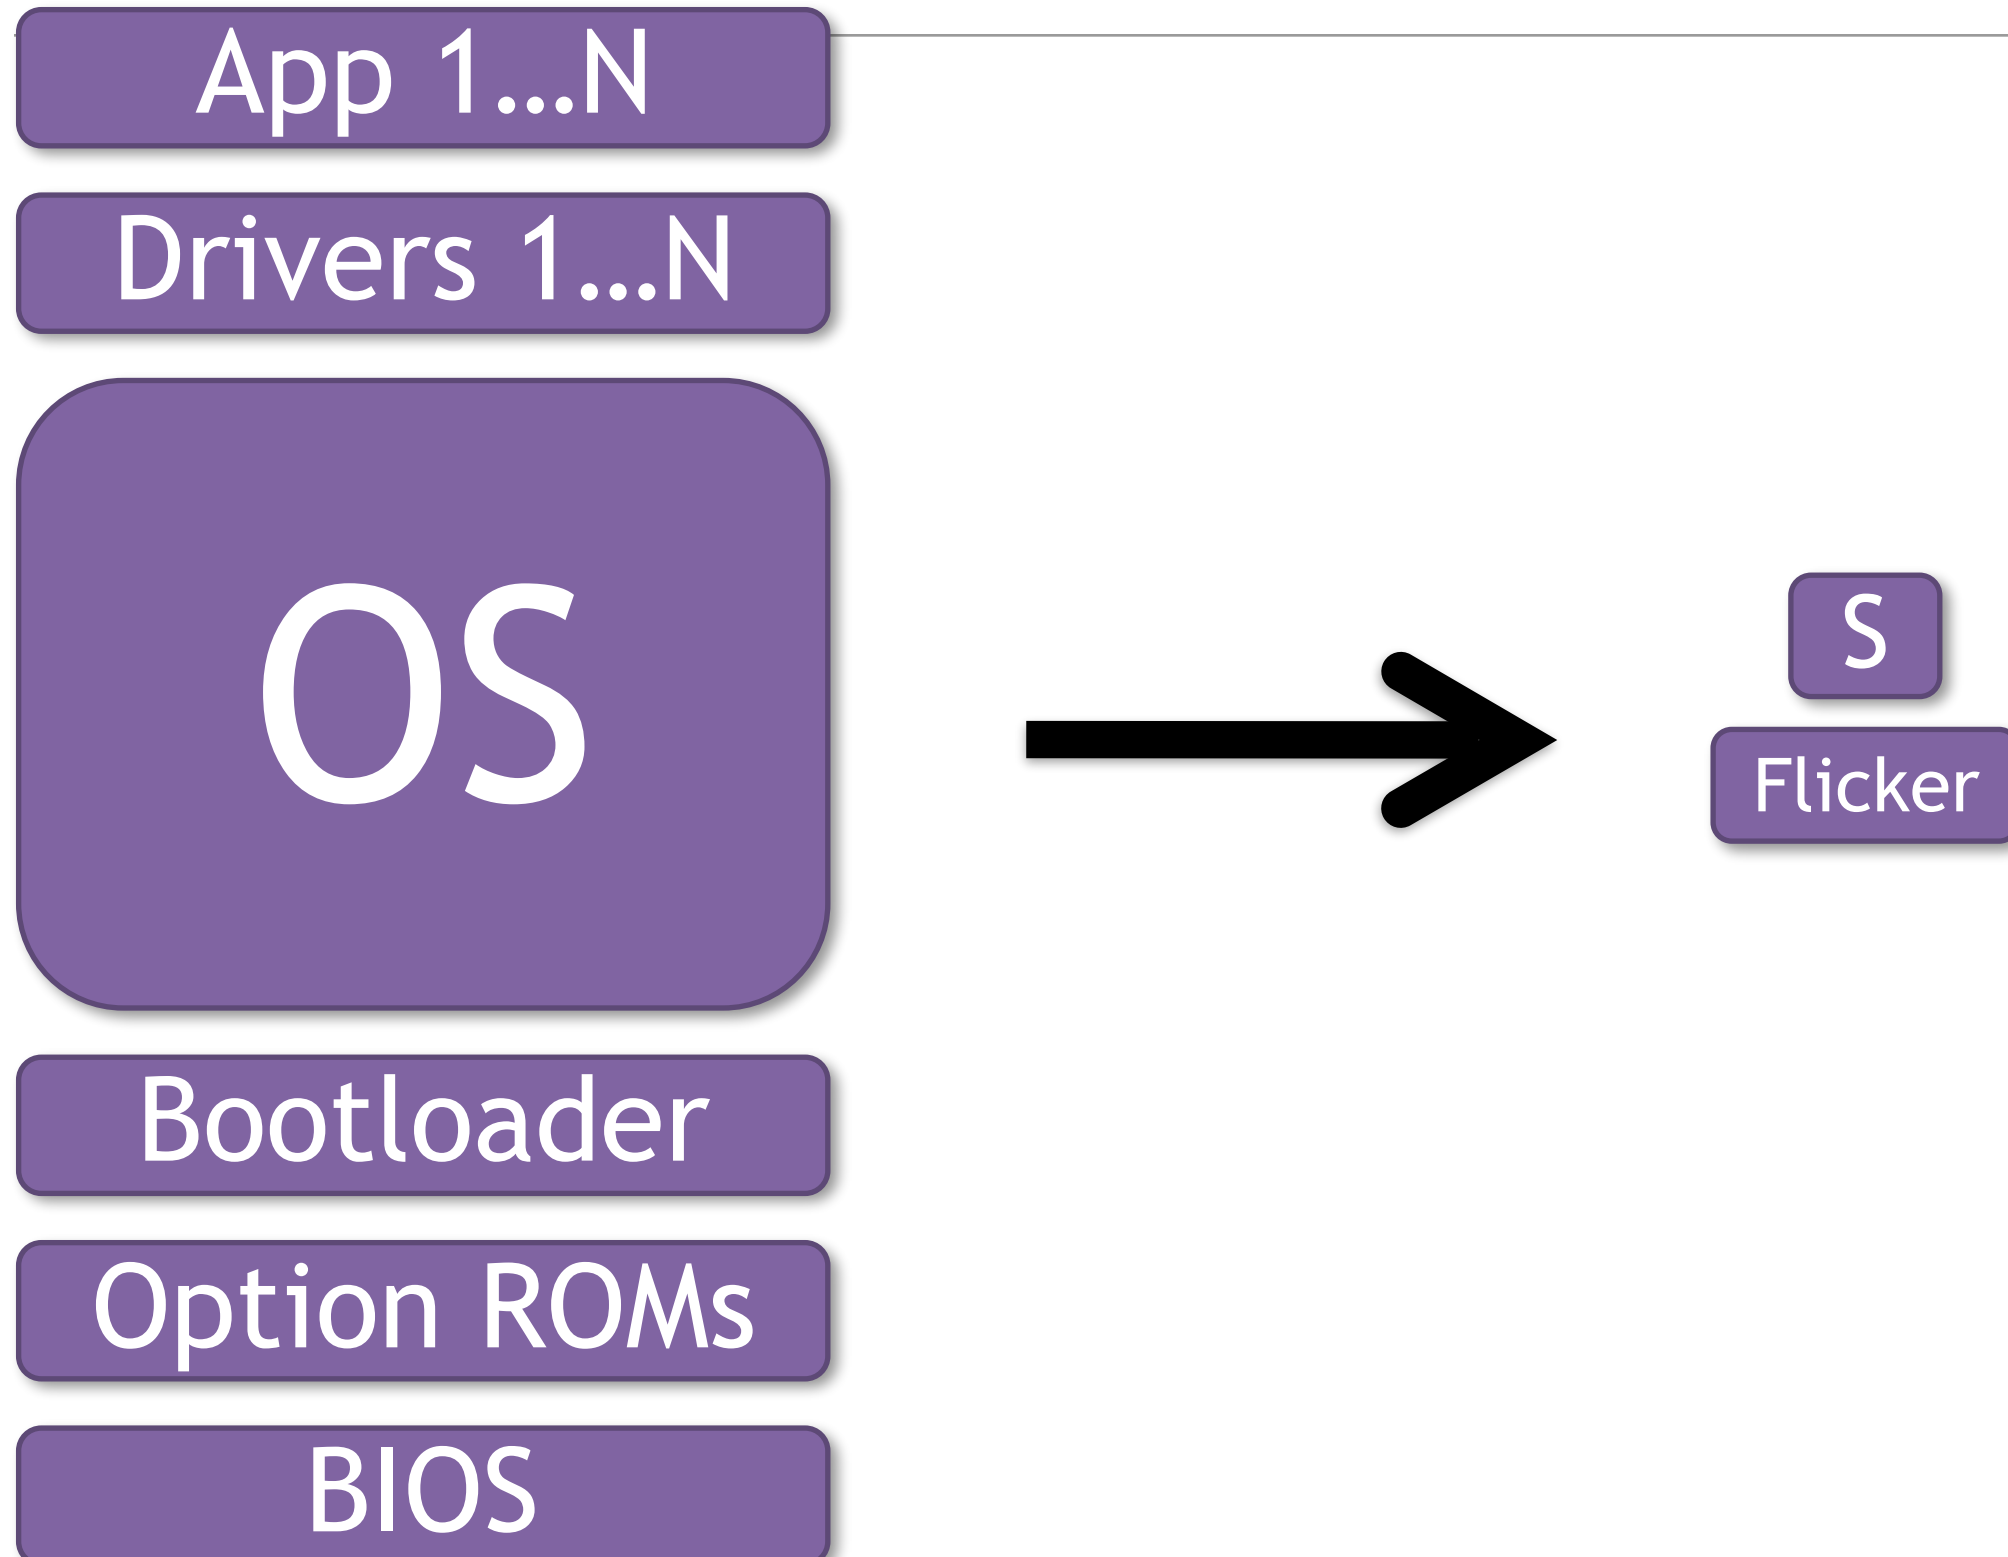 App 1…N
Drivers 1…N
OS
S
Flicker
Bootloader
Option ROMs
BIOS